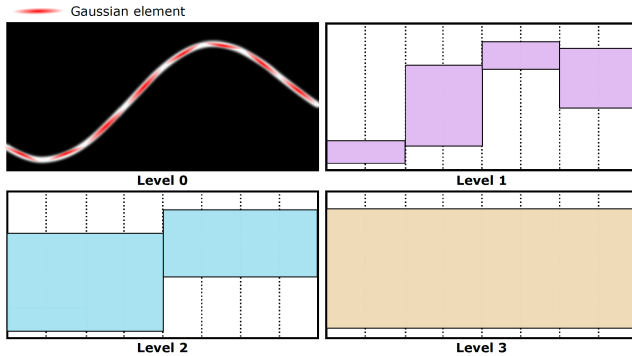 Gaussian element
Level 0
Level 1
Level 2
Level 3